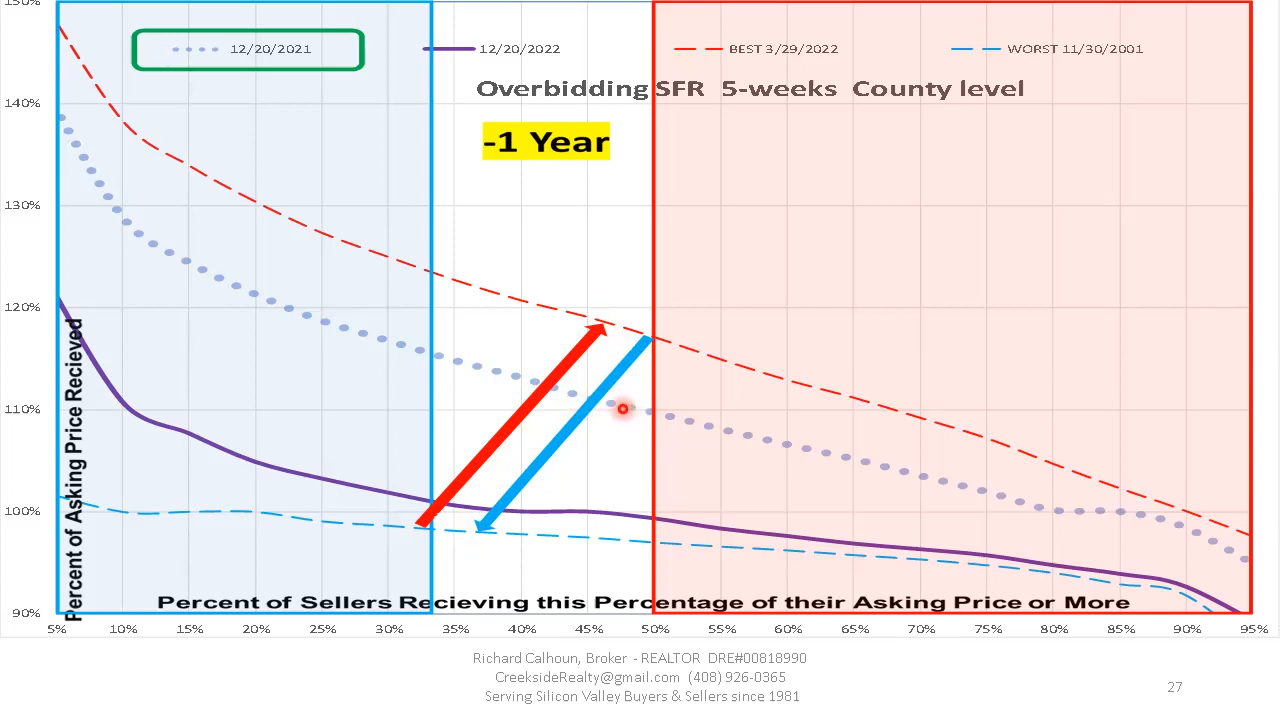 150%
12/20/2021
12/20/2022
BEST 3/29/2022
WORST 11/30/2001
Overbidding SFR 5-weeks County level
-1 Year
140%
130%
120%
110%
100%
90%
Percent of Asking Price Recieved
Percent of Sellers Recieving this Percentage of their Asking Price or More
5% 10% 15% 20% 25% 30% 35% 40% 45% 50% 55% 60% 65% 70% 75% 80% 85% 90% 95%
Richard Calhoun, Broker - REALTOR DRE#00818990
CreeksideRealty@gmail.com (408) 926-0365
Serving Silicon Valley Buyers & Sellers since 1981
27